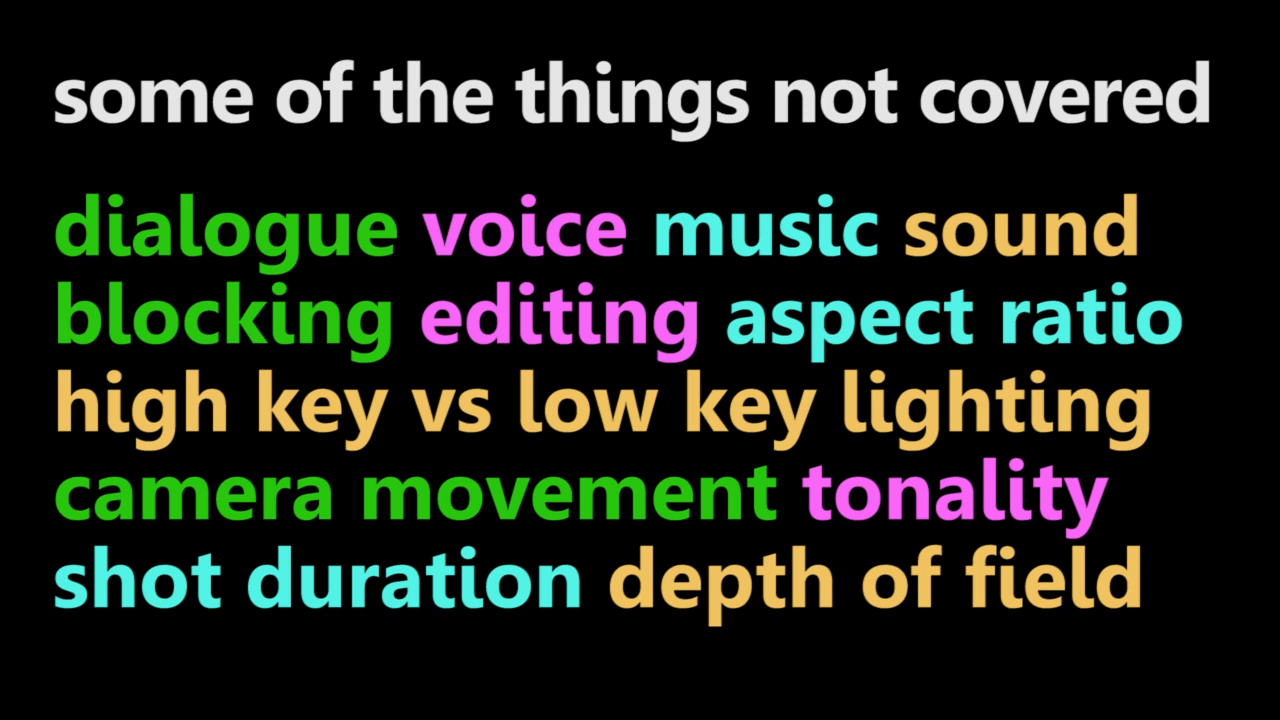 some of the things not covered
dialogue voice music sound
blocking editing aspect ratio
high key vs low key lighting
camera movement tonality
shot duration depth of field